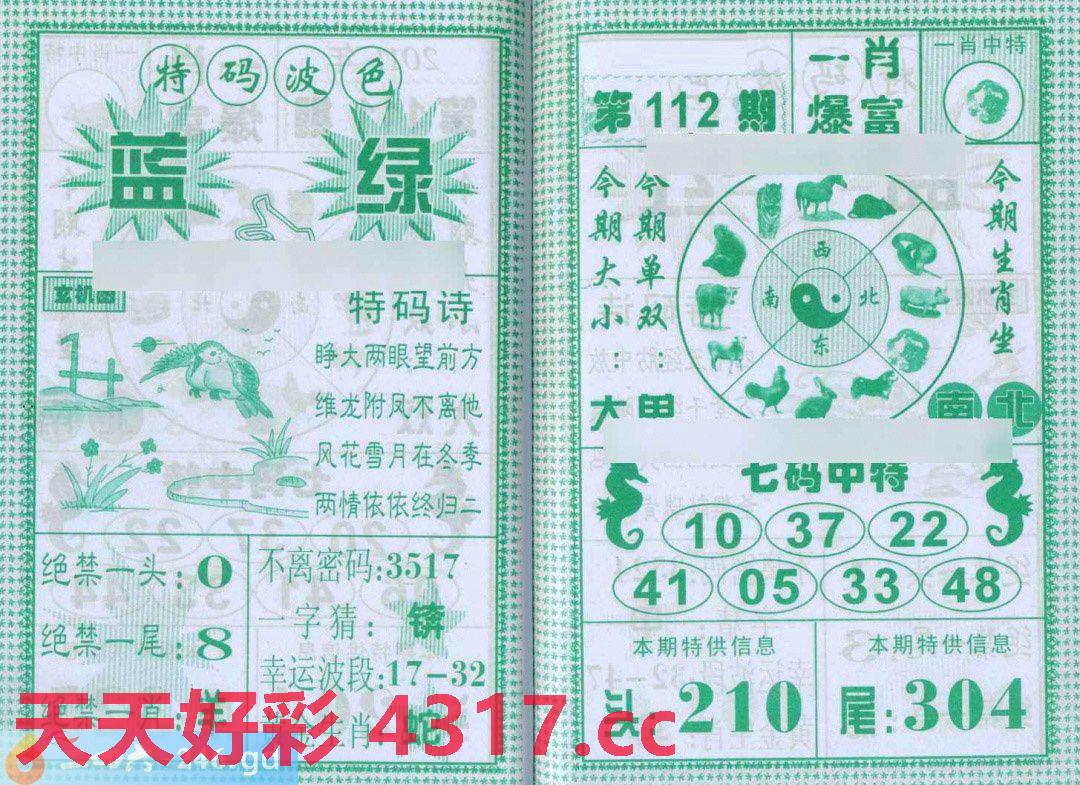 特码波色
蓝 绿
玄机图
特码诗
睁大两眼望前方
维龙附凤不离他
风花雪月在冬季
两情依依终归二
绝禁一头:0
绝禁一尾:8
不离密码:3517
一字猜:
幸运波段:17-32
天天好彩 4317.cc
第112期
一肖
爆富
一肖中特
今期大小:大
今期单双:单
今期生肖坐
南北
西
南
北
东
七码中特
10 37 22
41 05 33 48
本期特供信息
头:210
本期特供信息
尾:304